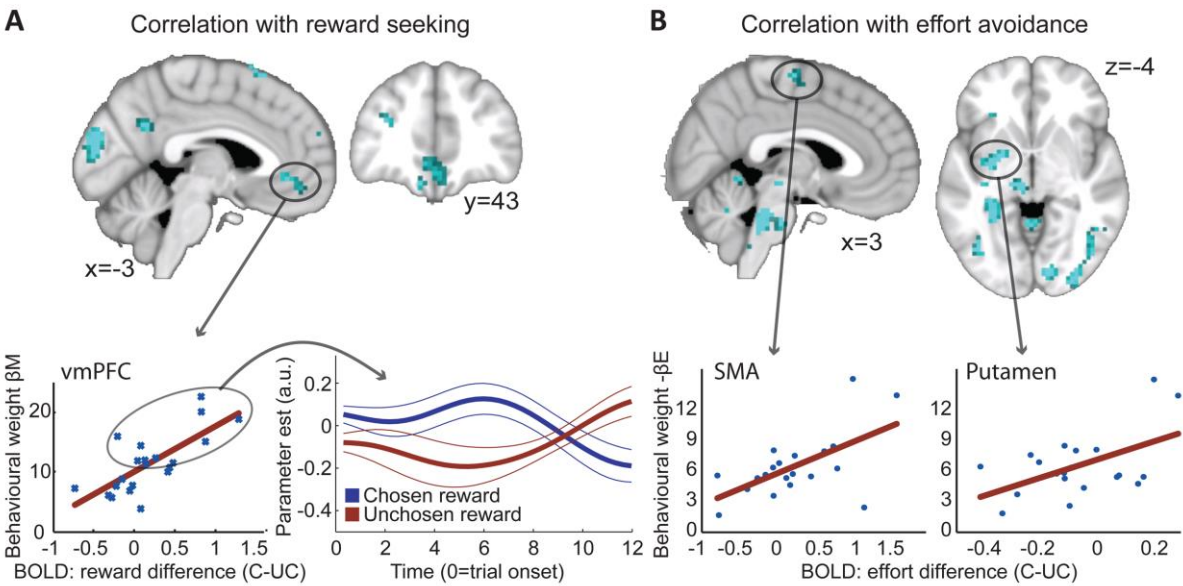 A
Correlation with reward seeking
x=-3
y=43
vmPFC
Behavioural weight βM
20
10
0
-1 -0.5 0 0.5 1 1.5
BOLD: reward difference (C-UC)
Parameter est (a.u.)
0.2
0
-0.2
-0.4
Chosen reward
Unchosen reward
0 2 4 6 8 10 12
Time (0=trial onset)
B
Correlation with effort avoidance
x=3
z=-4
SMA
Behavioural weight -βE
12
9
6
3
0
-1 -0.5 0 0.5 1 1.5
Putamen
12
9
6
3
0
-0.4 -0.2 0 0.2
BOLD: effort difference (C-UC)